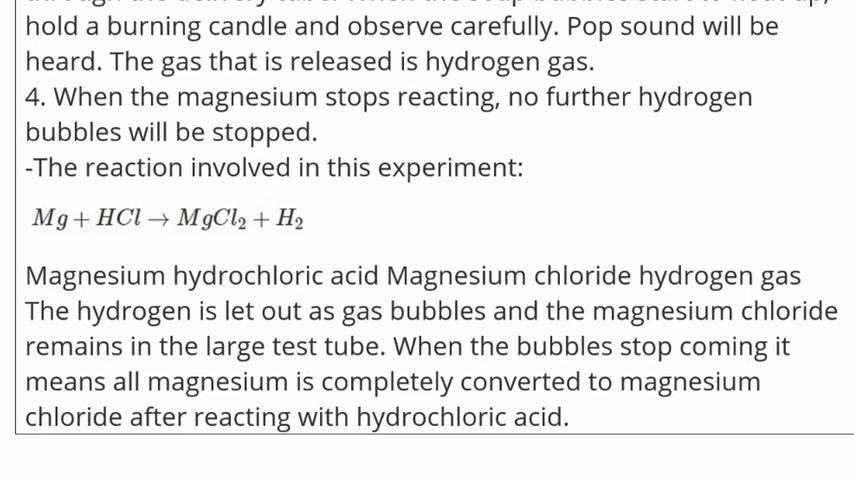 hold a burning candle and observe carefully. Pop sound will be
heard. The gas that is released is hydrogen gas.
4. When the magnesium stops reacting, no further hydrogen
bubbles will be stopped.
-The reaction involved in this experiment:
Mg + HCl → MgCl₂ + H₂
Magnesium hydrochloric acid Magnesium chloride hydrogen gas
The hydrogen is let out as gas bubbles and the magnesium chloride
remains in the large test tube. When the bubbles stop coming it
means all magnesium is completely converted to magnesium
chloride after reacting with hydrochloric acid.